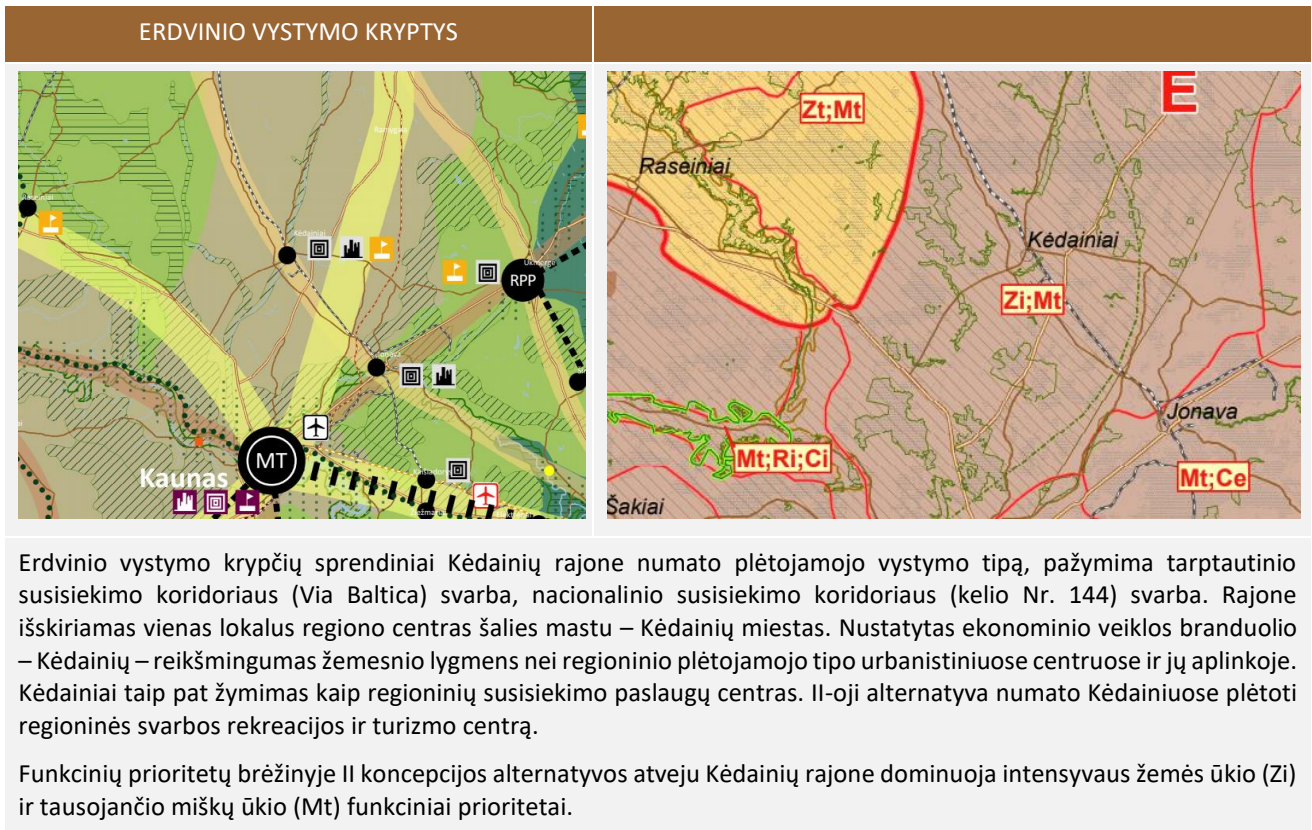 ERDVINIO VYSTYMO KRYPTYS
Ramygala
Raseiniai
Kėdainiai
Ukmergė
RPP
Jonava
MT
Kaunas
E
Zt;Mt
Raseiniai
Kėdainiai
Zi;Mt
Jonava
Mt;Ri;Ci
Mt;Ce
Šakiai
Erdvinio vystymo krypčių sprendiniai Kėdainių rajone numato plėtojamojo vystymo tipą, pažymima tarptautinio
susisiekimo koridoriaus (Via Baltica) svarba, nacionalinio susisiekimo koridoriaus (kelio Nr. 144) svarba. Rajone
išskiriamas vienas lokalus regiono centras šalies mastu – Kėdainių miestas. Nustatytas ekonominio veiklos branduolio
– Kėdainių – reikšmingumas žemesnio lygmens nei regioninio plėtojamojo tipo urbanistiniuose centruose ir jų aplinkoje.
Kėdainiai taip pat žymimas kaip regioninių susisiekimo paslaugų centras. II-oji alternatyva numato Kėdainiuose plėtoti
regioninės svarbos rekreacijos ir turizmo centrą.
Funkcinių prioritetų brėžinyje II koncepcijos alternatyvos atveju Kėdainių rajone dominuoja intensyvaus žemės ūkio (Zi)
ir tausojančio miškų ūkio (Mt) funkciniai prioritetai.